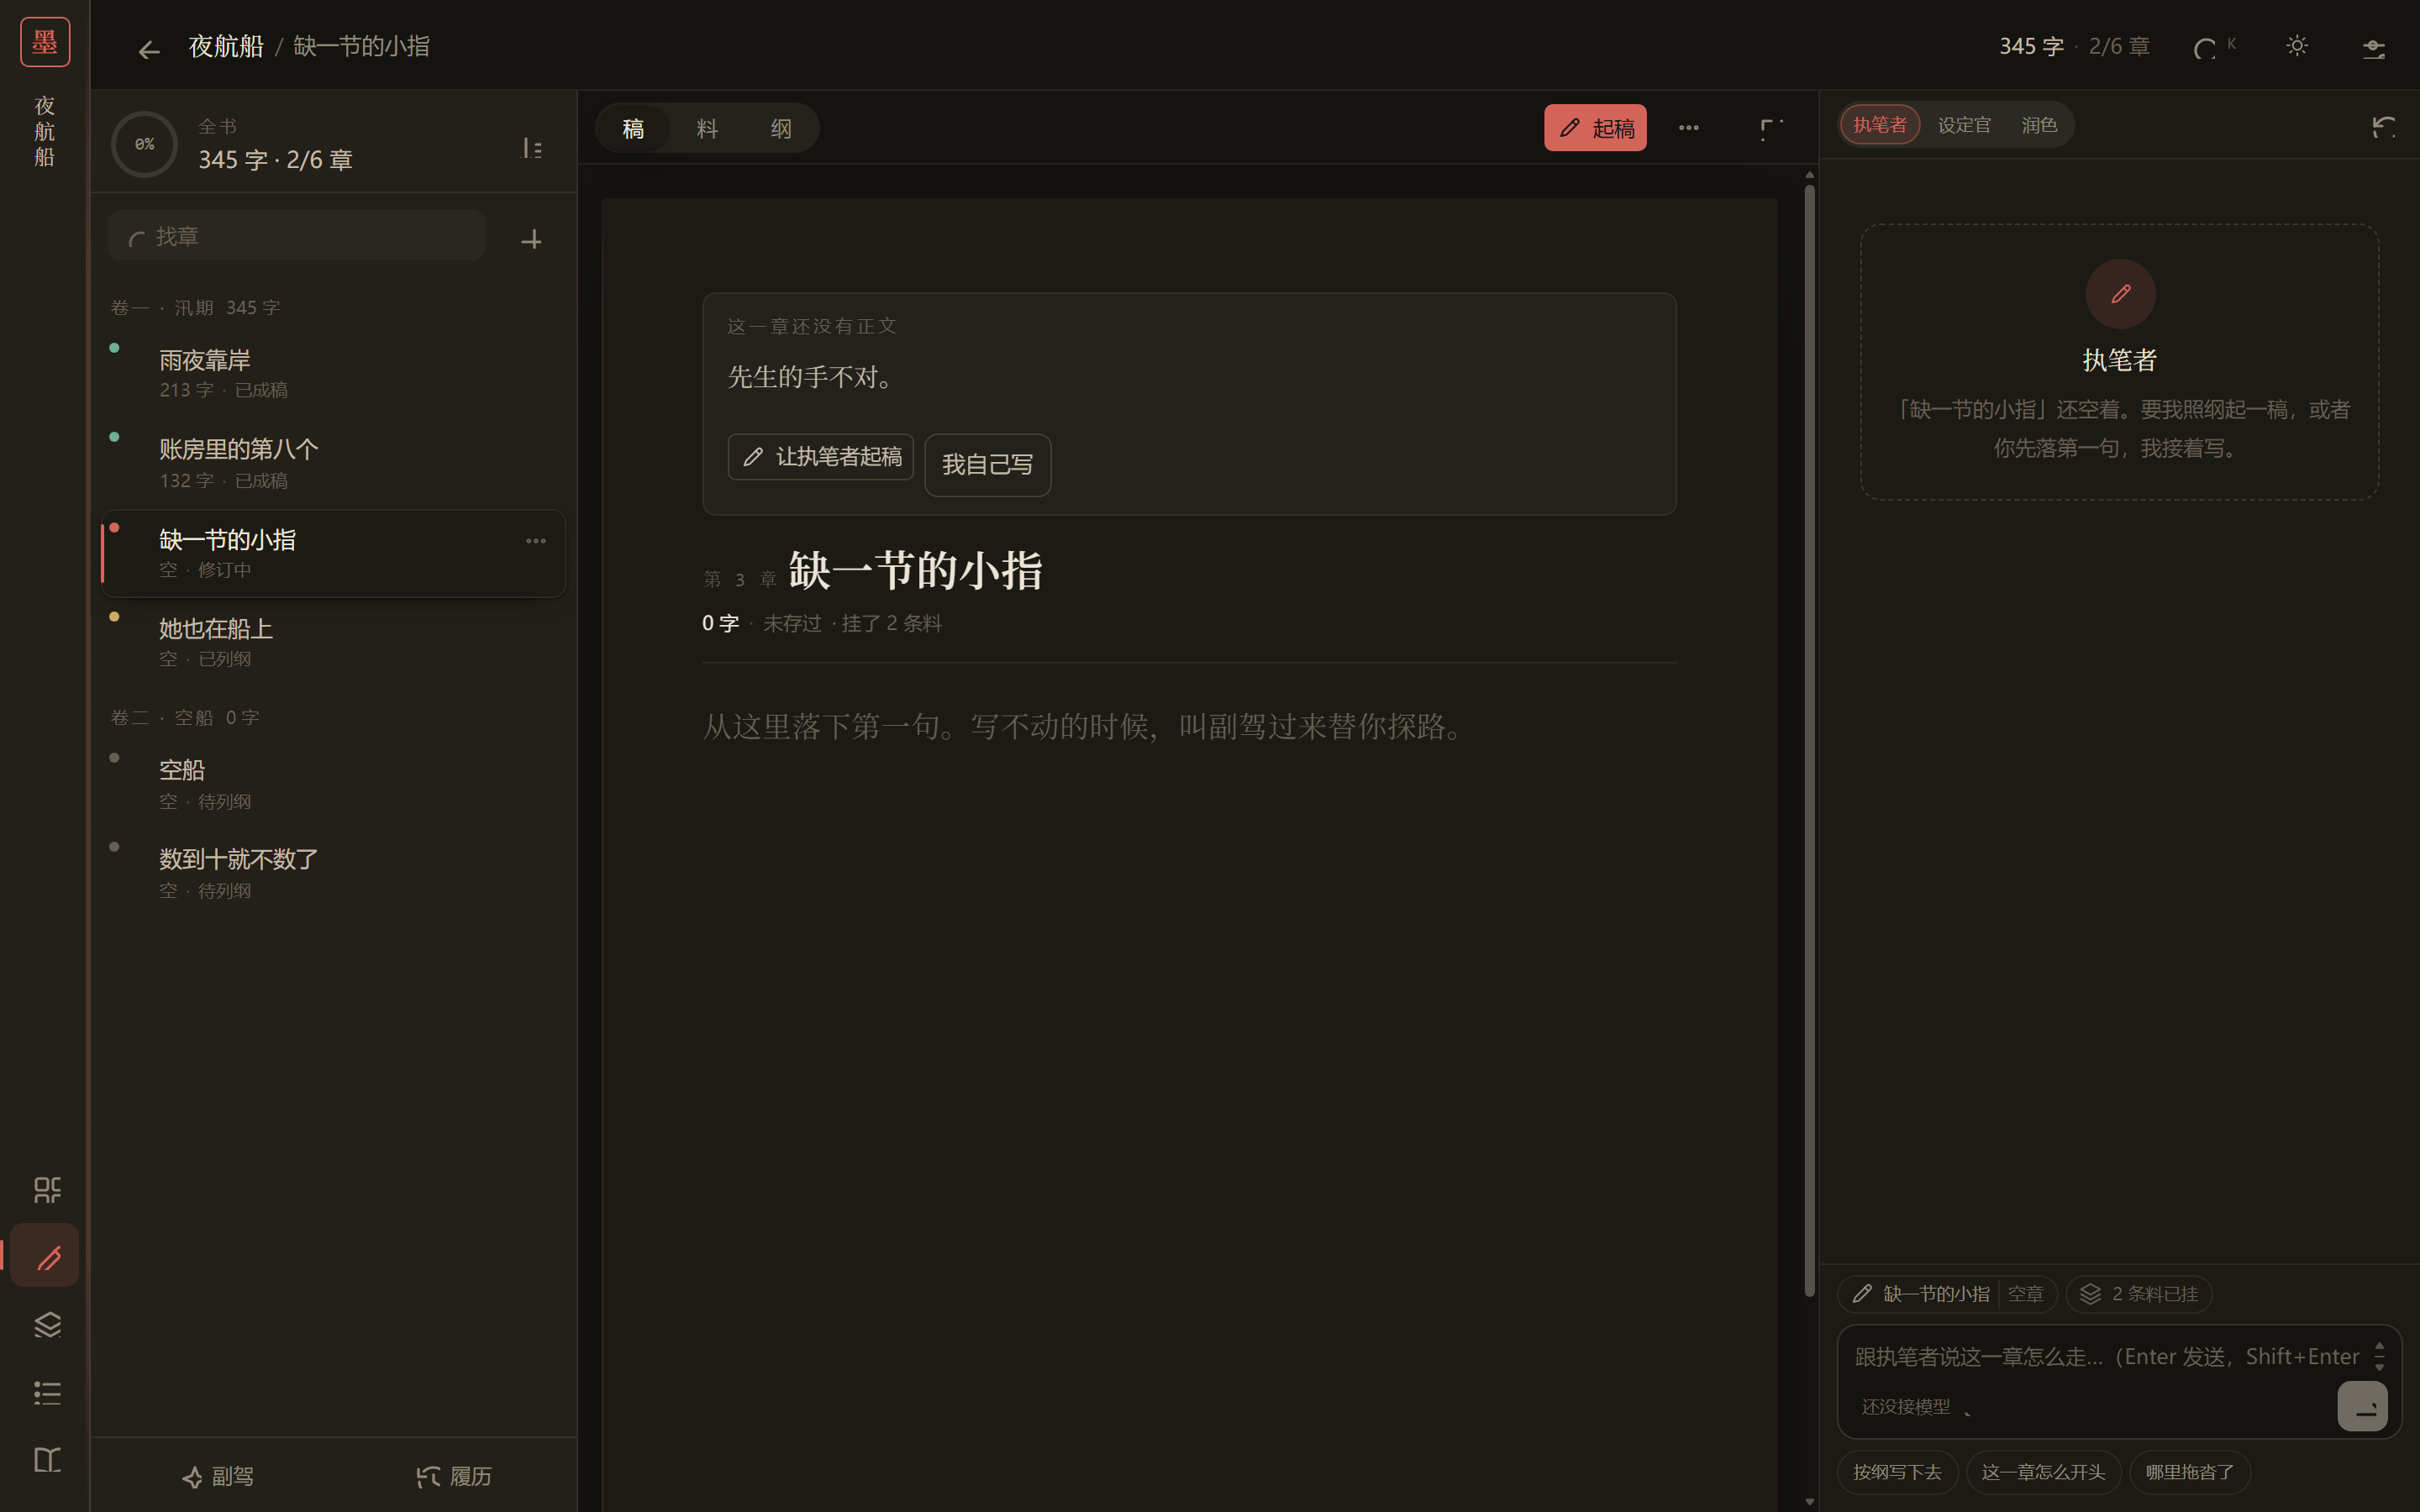 墨
夜航船
夜航船 / 缺一节的小指
345 字 · 2/6 章
K
0%
全书
345 字 · 2/6 章
找章
卷一 · 汛期 345 字
雨夜靠岸
213 字 · 已成稿
账房里的第八个
132 字 · 已成稿
缺一节的小指
空 · 修订中
她也在船上
空 · 已列纲
卷二 · 空船 0 字
空船
空 · 待列纲
数到十就不数了
空 · 待列纲
副驾
履历
稿 料 纲
起稿
这一章还没有正文
先生的手不对。
让执笔者起稿
我自己写
第 3 章 缺一节的小指
0 字 · 未存过 · 挂了 2 条料
从这里落下第一句。写不动的时候，叫副驾过来替你探路。
执笔者 设定官 润色
执笔者
「缺一节的小指」还空着。要我照纲起一稿，或者
你先落第一句，我接着写。
缺一节的小指 空章
2 条料已挂
跟执笔者说这一章怎么走…（Enter 发送，Shift+Enter
还没接模型
按纲写下去
这一章怎么开头
哪里拖沓了